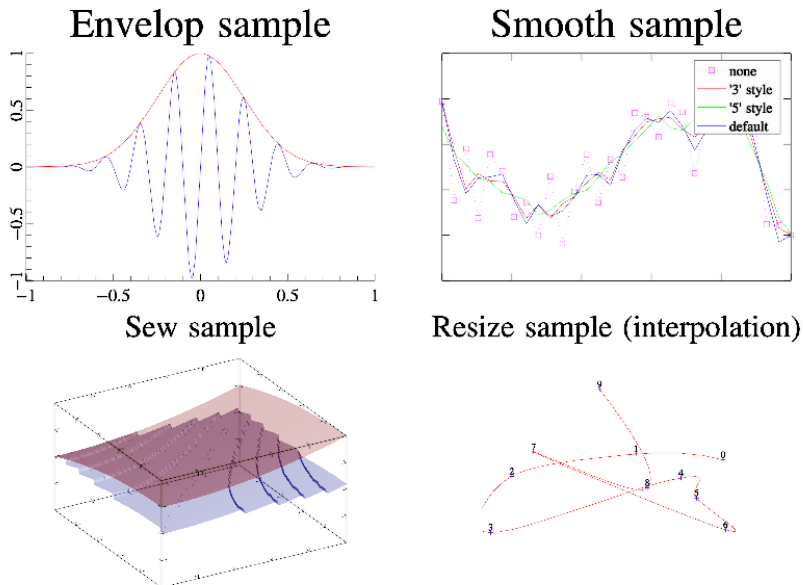 Envelop sample
Smooth sample
1
0.5
0
−0.5
−1
−1
−0.5
0
0.5
1
none
'3' style
'5' style
default
Sew sample
Resize sample (interpolation)
9
7
1
0
2
4
8
5
3
6